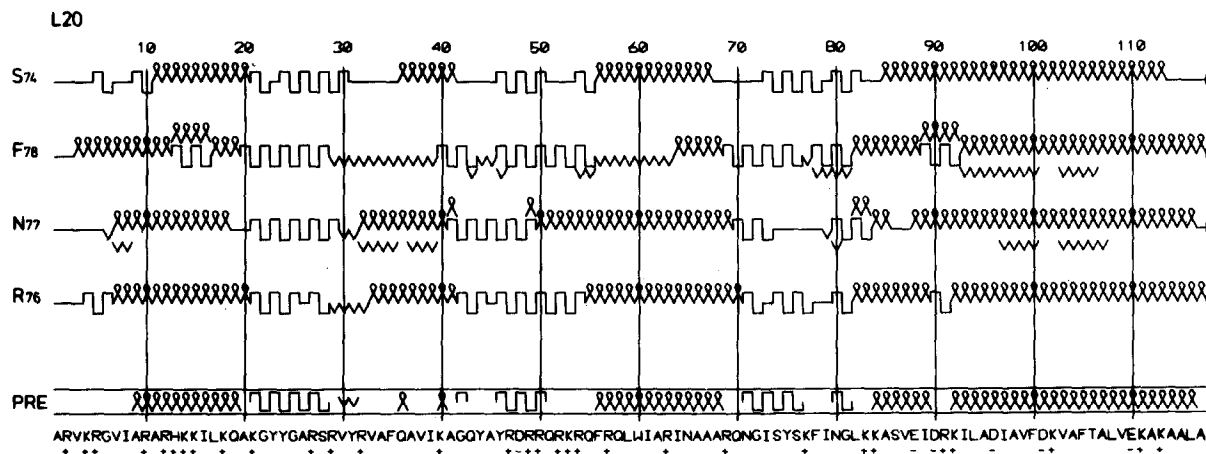 L20
10 20 30 40 50 60 70 80 90 100 110
S74
F78
N77
R76
PRE
ARVKRGVIARARHKKILKQAKGYYGARSRVYRVAFQAVIKAGQYAYRDRRQRKRQFRQLWIARINAAARQNGISYSKFINGLKKASVEIDRKILADIAVFDKVAFTALVEKAKAALA
+ ++ + ++++ + + + + + + +-++ +++ + + + + ++ - -++ - -+ -+ +